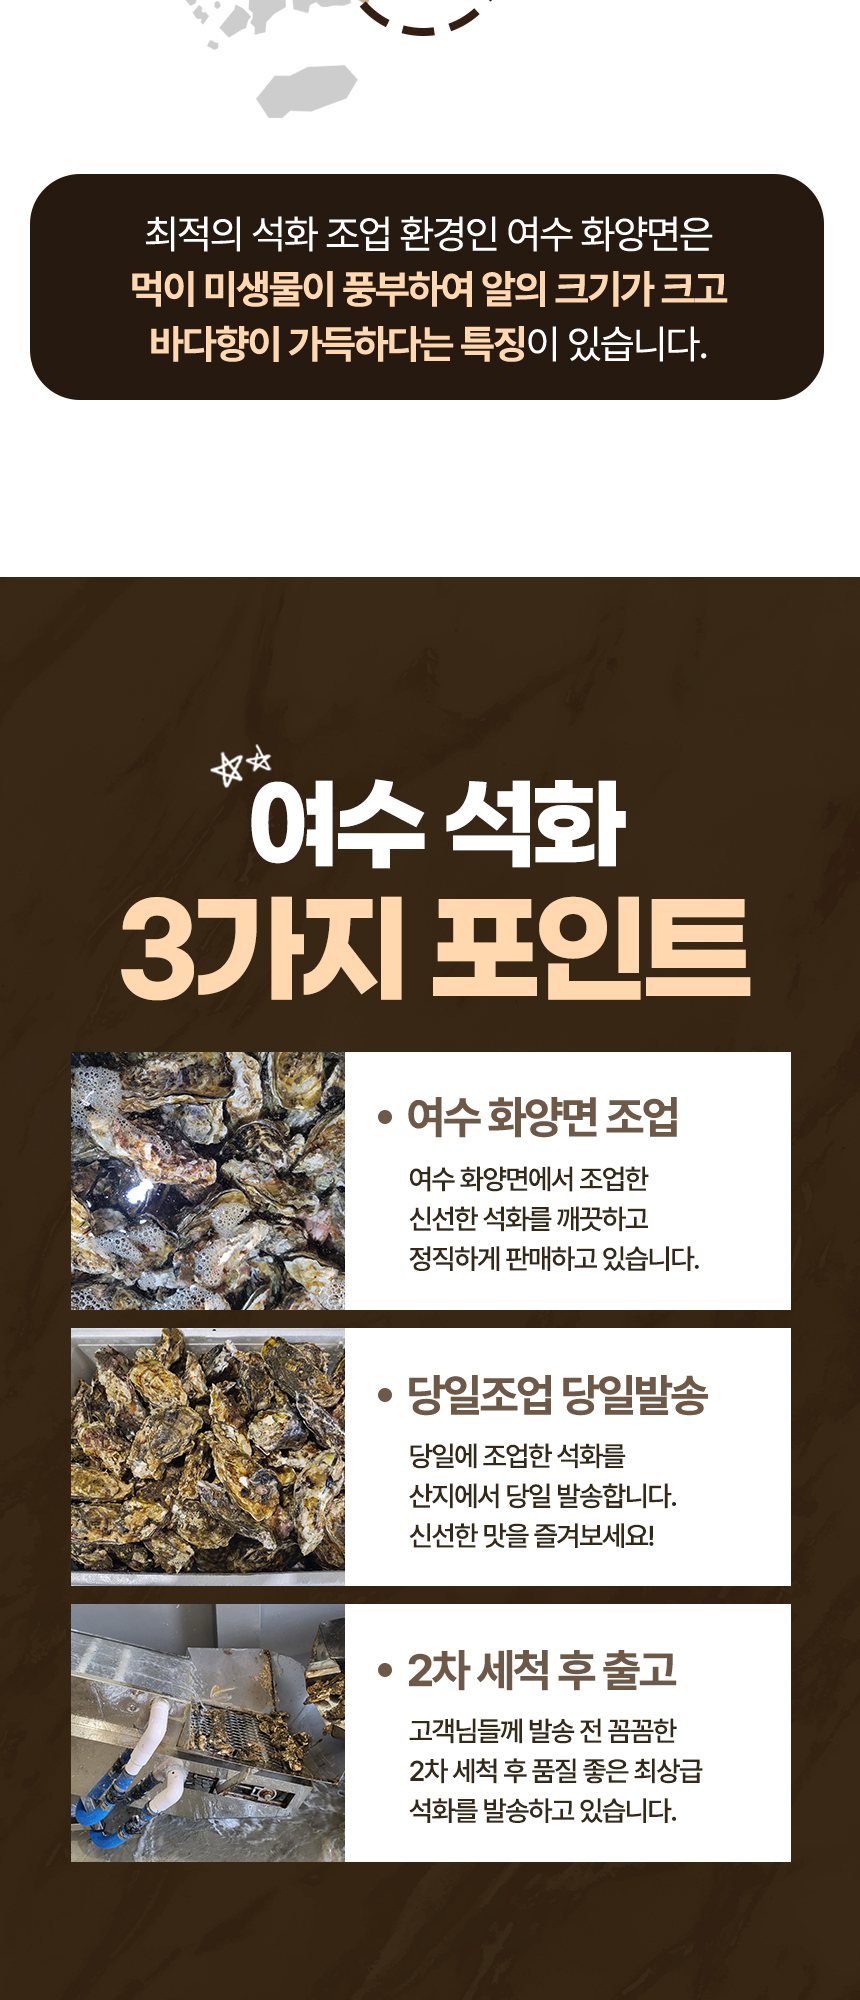 최적의 석화 조업 환경인 여수 화양면은
먹이 미생물이 풍부하여 알의 크기가 크고
바다향이 가득하다는 특징이 있습니다.
여수 석화
3가지 포인트
• 여수 화양면 조업
여수 화양면에서 조업한
신선한 석화를 깨끗하고
정직하게 판매하고 있습니다.
• 당일조업 당일발송
당일에 조업한 석화를
산지에서 당일 발송합니다.
신선한 맛을 즐겨보세요!
• 2차 세척 후 출고
고객님들께 발송 전 꼼꼼한
2차 세척 후 품질 좋은 최상급
석화를 발송하고 있습니다.